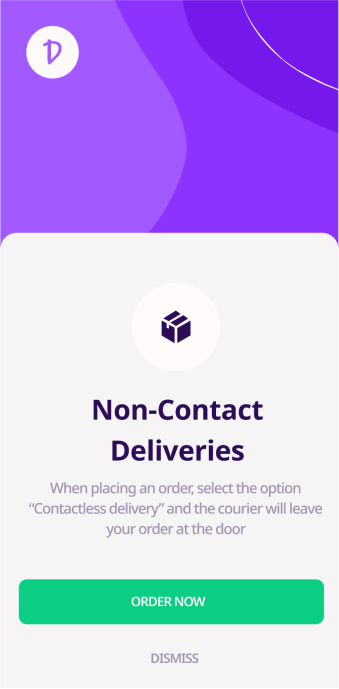 D
Non-Contact
Deliveries
When placing an order, select the option
“Contactless delivery” and the courier will leave
your order at the door
ORDER NOW
DISMISS